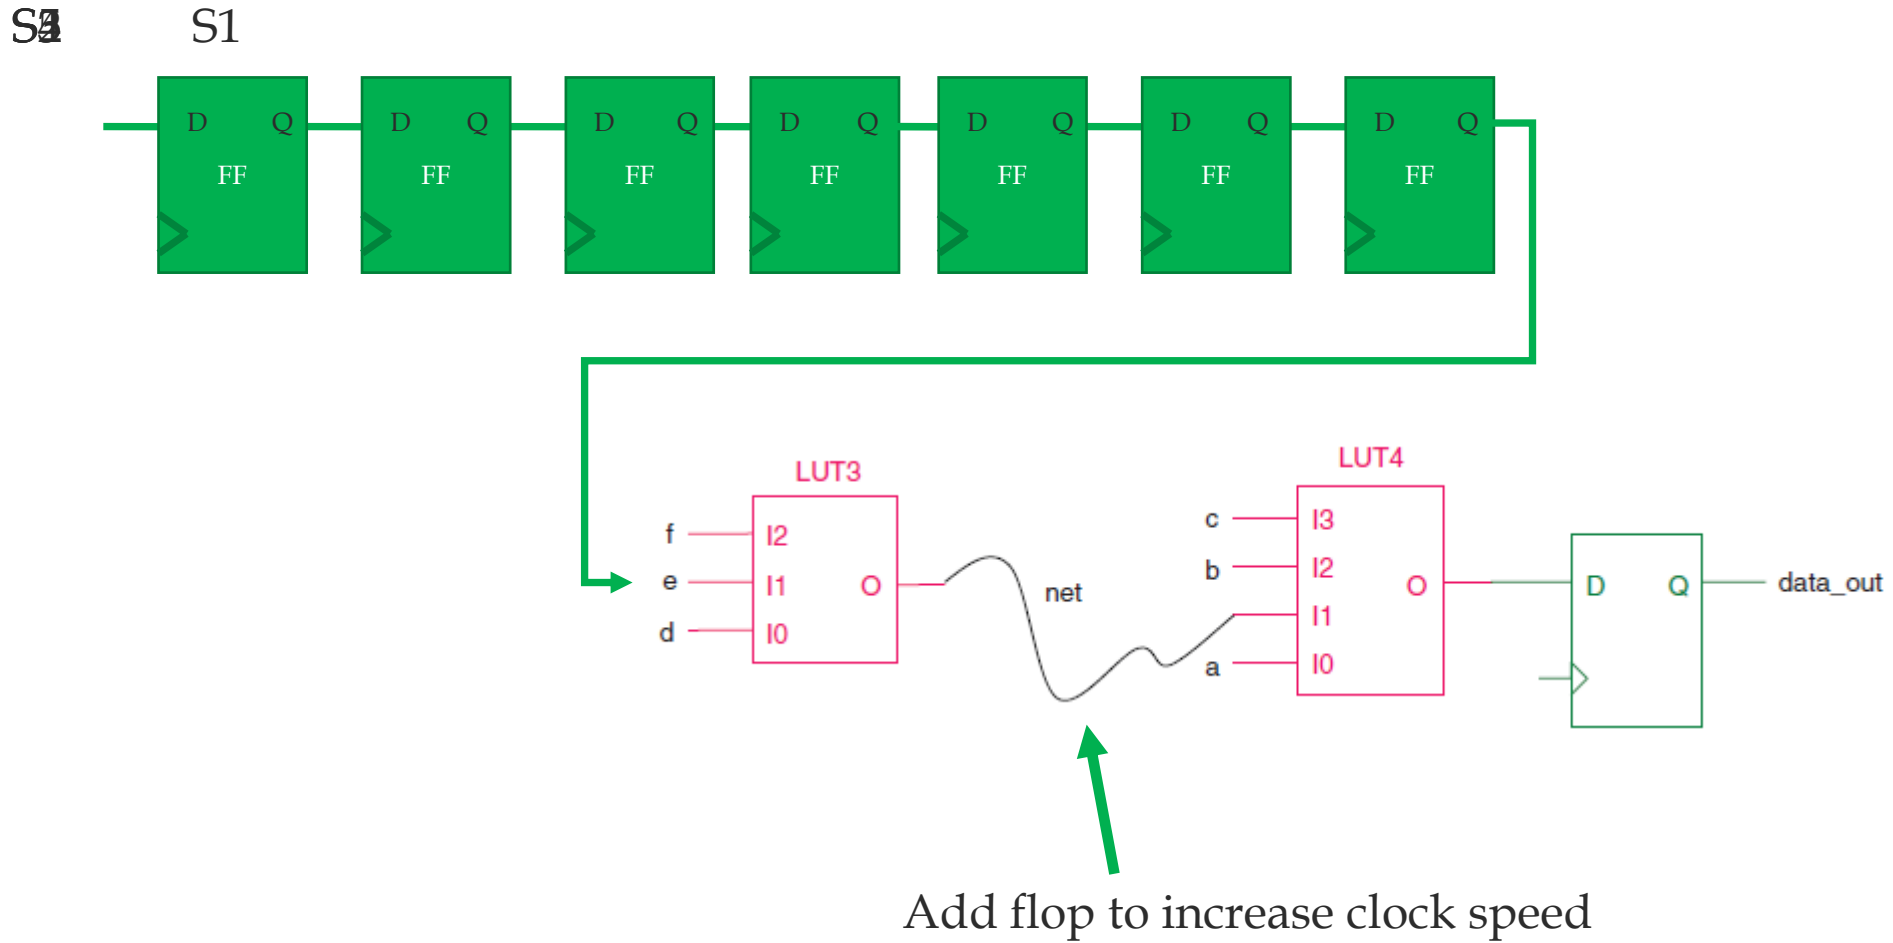 S1
D Q D Q D Q D Q D Q D Q D Q
FF FF FF FF FF FF FF
LUT3
LUT4
f I2
e I1 O
d I0
net
c I3
b I2
I1 O
a I0
D Q data_out
Add flop to increase clock speed